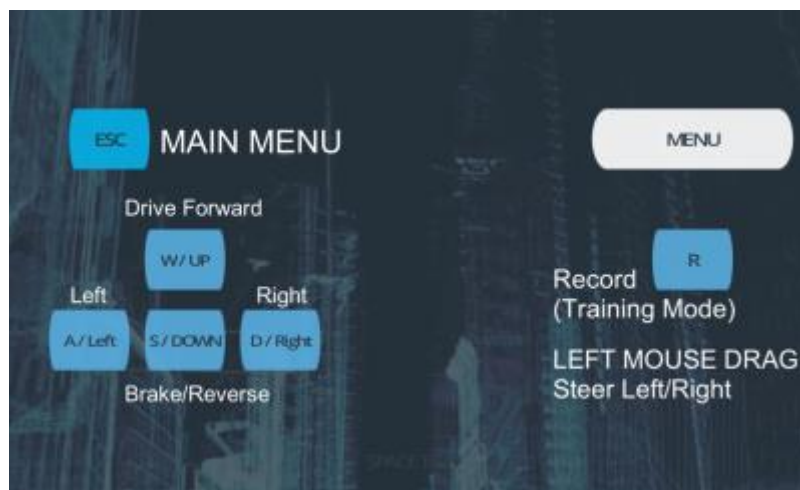 ESC MAIN MENU
MENU
Drive Forward
W/ UP
R
Record
(Training Mode)
Left Right
A / Left S / DOWN D / Right
Brake/Reverse
LEFT MOUSE DRAG
Steer Left/Right